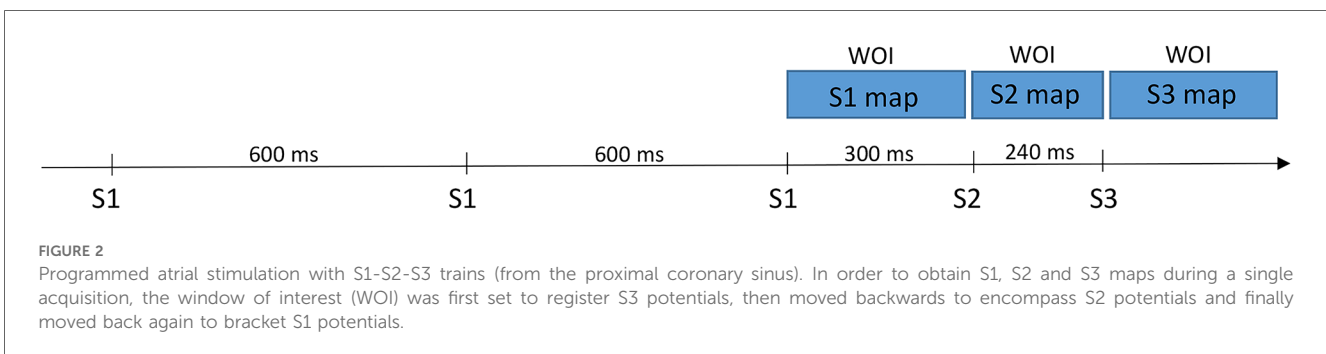 WOI WOI WOI
S1 map S2 map S3 map
600 ms 600 ms 300 ms 240 ms
S1 S1 S1 S2 S3
FIGURE 2
Programmed atrial stimulation with S1-S2-S3 trains (from the proximal coronary sinus). In order to obtain S1, S2 and S3 maps during a single
acquisition, the window of interest (WOI) was first set to register S3 potentials, then moved backwards to encompass S2 potentials and finally
moved back again to bracket S1 potentials.